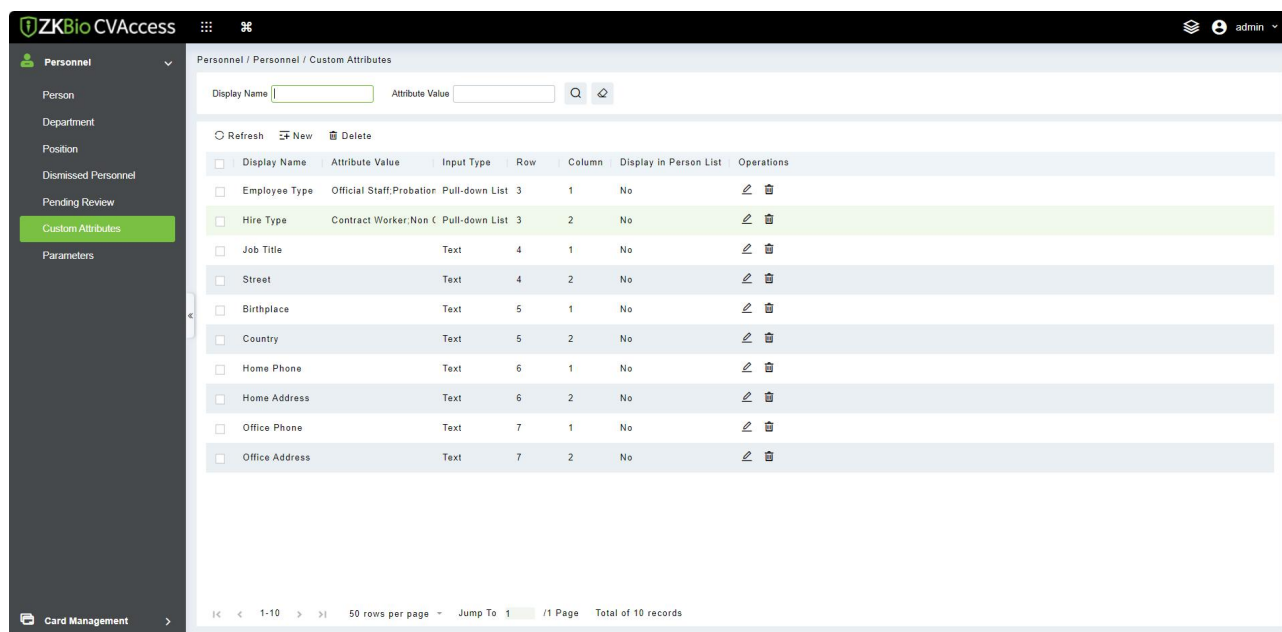 ZKBio CVAccess
admin
Personnel
Person
Department
Position
Dismissed Personnel
Pending Review
Custom Attributes
Parameters
Card Management
Personnel / Personnel / Custom Attributes
Display Name Attribute Value
Refresh New Delete
Display Name Attribute Value Input Type Row Column Display in Person List Operations
Employee Type Official Staff;Probation Pull-down List 3 1 No
Hire Type Contract Worker;Non Pull-down List 3 2 No
Job Title Text 4 1 No
Street Text 4 2 No
Birthplace Text 5 1 No
Country Text 5 2 No
Home Phone Text 6 1 No
Home Address Text 6 2 No
Office Phone Text 7 1 No
Office Address Text 7 2 No
1-10 50 rows per page Jump To 1 /1 Page Total of 10 records